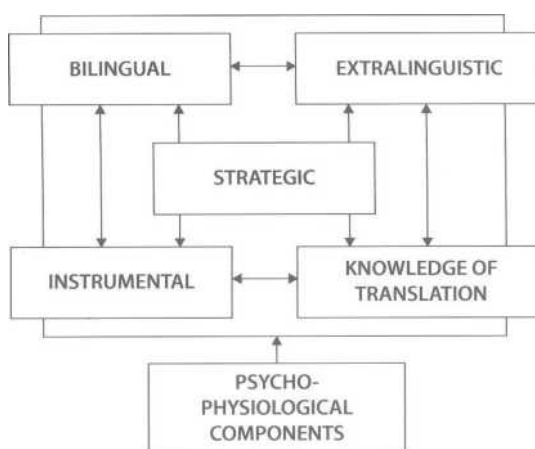 BILINGUAL
EXTRALINGUISTIC
STRATEGIC
INSTRUMENTAL
KNOWLEDGE OF
TRANSLATION
PSYCHO-
PHYSIOLOGICAL
COMPONENTS